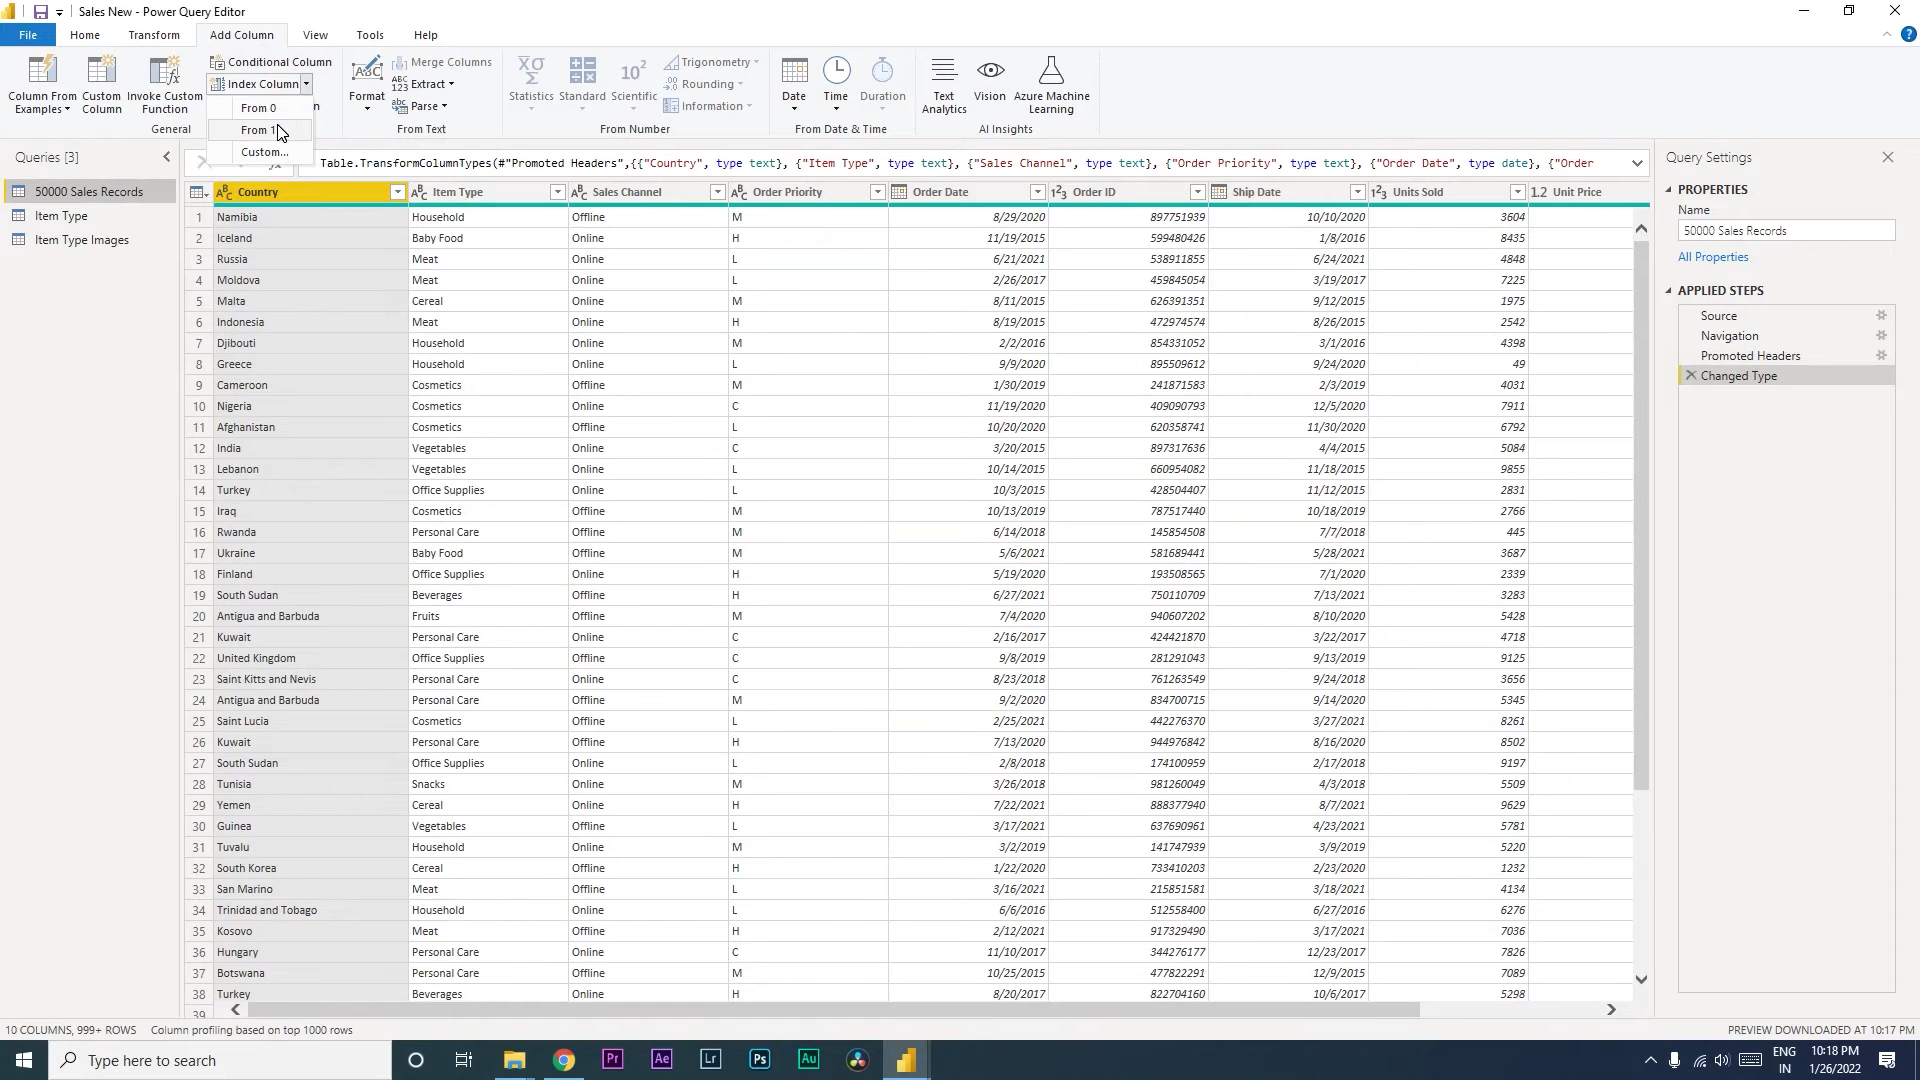 Sales New - Power Query Editor
File Home Transform Add Column View Tools Help
Column From Examples
Custom Column
Invoke Custom Function
Conditional Column
Index Column
From 0
From 1
Custom...
General
Format
Merge Columns
Extract
Parse
From Text
Statistics
Standard
Scientific
Trigonometry
Rounding
Information
From Number
Date
Time
Duration
From Date & Time
Text Analytics
Vision
Azure Machine Learning
AI Insights
Queries [3]
50000 Sales Records
Item Type
Item Type Images
Table.TransformColumnTypes(#"Promoted Headers",{{"Country", type text}, {"Item Type", type text}, {"Sales Channel", type text}, {"Order Priority", type text}, {"Order Date", type date}, {"Order
Country Item Type Sales Channel Order Priority Order Date Order ID Ship Date Units Sold Unit Price
1 Namibia Household Offline M 8/29/2020 897751939 10/10/2020 3604
2 Iceland Baby Food Online H 11/19/2015 599480426 1/8/2016 8435
3 Russia Meat Online L 6/21/2021 538911855 6/24/2021 4848
4 Moldova Meat Online L 2/26/2017 459845054 3/19/2017 7225
5 Malta Cereal Online M 8/11/2015 626391351 9/12/2015 1975
6 Indonesia Meat Online H 8/19/2015 472974574 8/26/2015 2542
7 Djibouti Household Online M 2/2/2016 854331052 3/1/2016 4398
8 Greece Household Online L 9/9/2020 895509612 9/24/2020 49
9 Cameroon Cosmetics Offline M 1/30/2019 241871583 2/3/2019 4031
10 Nigeria Cosmetics Online C 11/19/2020 409090793 12/5/2020 7911
11 Afghanistan Cosmetics Offline L 10/20/2020 620358741 11/30/2020 6792
12 India Vegetables Online C 3/20/2015 897317636 4/4/2015 5084
13 Lebanon Vegetables Online L 10/14/2015 660954082 11/18/2015 9855
14 Turkey Office Supplies Online L 10/3/2015 428504407 11/12/2015 2831
15 Iraq Cosmetics Offline M 10/13/2019 787517440 10/18/2019 2766
16 Rwanda Personal Care Offline M 6/14/2018 145854508 7/7/2018 445
17 Ukraine Baby Food Offline M 5/6/2021 581689441 5/28/2021 3687
18 Finland Office Supplies Online H 5/19/2020 193508565 7/1/2020 2339
19 South Sudan Beverages Offline H 6/27/2021 750110709 7/13/2021 3283
20 Antigua and Barbuda Fruits Offline M 7/4/2020 940607202 8/10/2020 5428
21 Kuwait Personal Care Online C 2/16/2017 424421870 3/22/2017 4718
22 United Kingdom Office Supplies Offline C 9/8/2019 281291043 9/13/2019 9125
23 Saint Kitts and Nevis Personal Care Online C 8/23/2018 761263549 9/24/2018 3656
24 Antigua and Barbuda Personal Care Offline M 9/2/2020 834700715 9/14/2020 5345
25 Saint Lucia Cosmetics Offline L 2/25/2021 442276370 3/27/2021 8261
26 Kuwait Personal Care Offline H 7/13/2020 944976842 8/16/2020 8502
27 South Sudan Office Supplies Online L 2/8/2018 174100959 2/17/2018 9197
28 Tunisia Snacks Online M 3/26/2018 981260049 4/3/2018 5509
29 Yemen Cereal Online H 7/22/2021 888377940 8/7/2021 9629
30 Guinea Vegetables Offline L 3/17/2021 637690961 4/23/2021 5781
31 Tuvalu Household Online M 3/2/2019 141747939 3/9/2019 5220
32 South Korea Cereal Offline H 1/22/2020 733410203 2/23/2020 1232
33 San Marino Meat Offline L 3/16/2021 215851581 3/18/2021 4134
34 Trinidad and Tobago Household Online L 6/6/2016 512558400 6/27/2016 6276
35 Kosovo Meat Offline H 2/12/2021 917329490 3/17/2021 7036
36 Hungary Personal Care Online C 11/10/2017 344276177 12/23/2017 7826
37 Botswana Personal Care Offline M 10/25/2015 477822291 12/9/2015 7089
38 Turkey Beverages Online H 8/20/2017 822704160 10/6/2017 5298
39
Query Settings
PROPERTIES
Name
50000 Sales Records
All Properties
APPLIED STEPS
Source
Navigation
Promoted Headers
Changed Type
10 COLUMNS, 999+ ROWS Column profiling based on top 1000 rows
PREVIEW DOWNLOADED AT 10:17 PM
Type here to search
Pr Ae Lr Ps Au
ENG IN
10:18 PM
1/26/2022